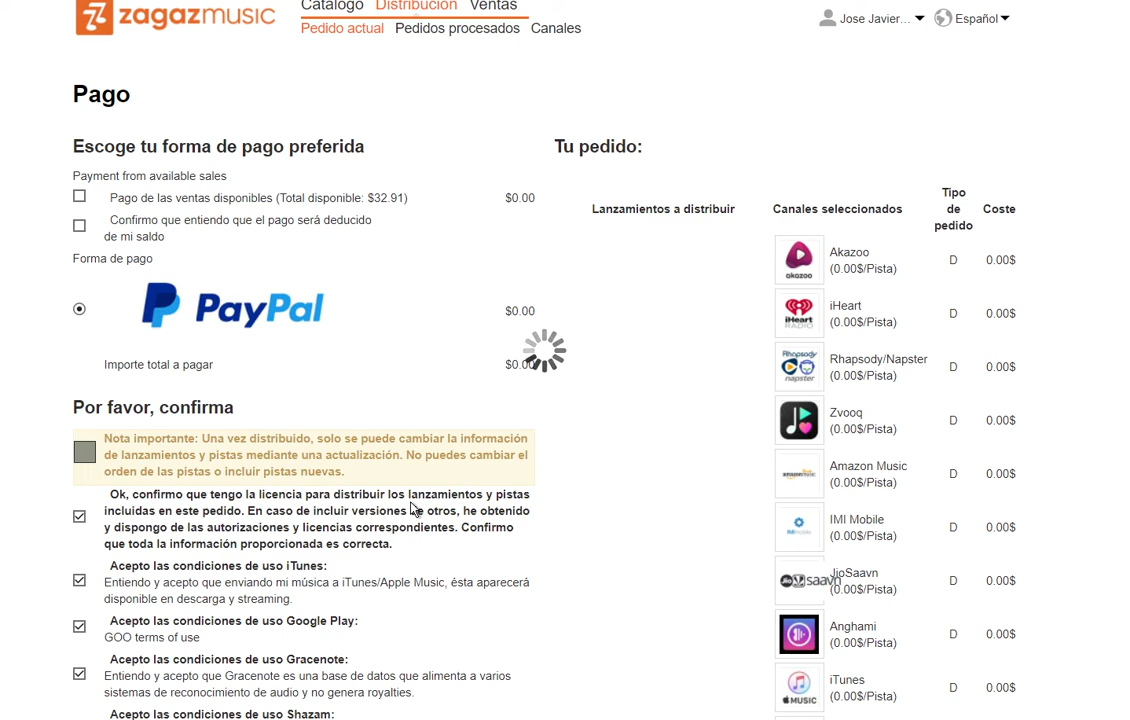 zagazmusic
Catálogo Distribución Ventas
Pedido actual Pedidos procesados Canales
Jose Javier...
Español
Pago
Escoge tu forma de pago preferida
Payment from available sales
Pago de las ventas disponibles (Total disponible: $32.91) $0.00
Confirmo que entiendo que el pago será deducido
de mi saldo
Forma de pago
PayPal $0.00
Importe total a pagar $0.00
Por favor, confirma
Nota importante: Una vez distribuido, solo se puede cambiar la información
de lanzamientos y pistas mediante una actualización. No puedes cambiar el
orden de las pistas o incluir pistas nuevas.
Ok, confirmo que tengo la licencia para distribuir los lanzamientos y pistas
incluidas en este pedido. En caso de incluir versiones de otros, he obtenido
y dispongo de las autorizaciones y licencias correspondientes. Confirmo
que toda la información proporcionada es correcta.
Acepto las condiciones de uso iTunes:
Entiendo y acepto que enviando mi música a iTunes/Apple Music, ésta aparecerá
disponible en descarga y streaming.
Acepto las condiciones de uso Google Play:
GOO terms of use
Acepto las condiciones de uso Gracenote:
Entiendo y acepto que Gracenote es una base de datos que alimenta a varios
sistemas de reconocimiento de audio y no genera royalties.
Acepto las condiciones de uso Shazam:
Tu pedido:
Lanzamientos a distribuir
Canales seleccionados
Tipo
de
pedido
Coste
akazoo
Akazoo
(0.00$/Pista) D 0.00$
iHeart
RADIO
iHeart
(0.00$/Pista) D 0.00$
Rhapsody
napster
Rhapsody/Napster
(0.00$/Pista) D 0.00$
Zvooq
(0.00$/Pista) D 0.00$
amazonmusic
Amazon Music
(0.00$/Pista) D 0.00$
IMI Mobile
(0.00$/Pista) D 0.00$
Jio saavn
JioSaavn
(0.00$/Pista) D 0.00$
Anghami
(0.00$/Pista) D 0.00$
MUSIC
iTunes
(0.00$/Pista) D 0.00$